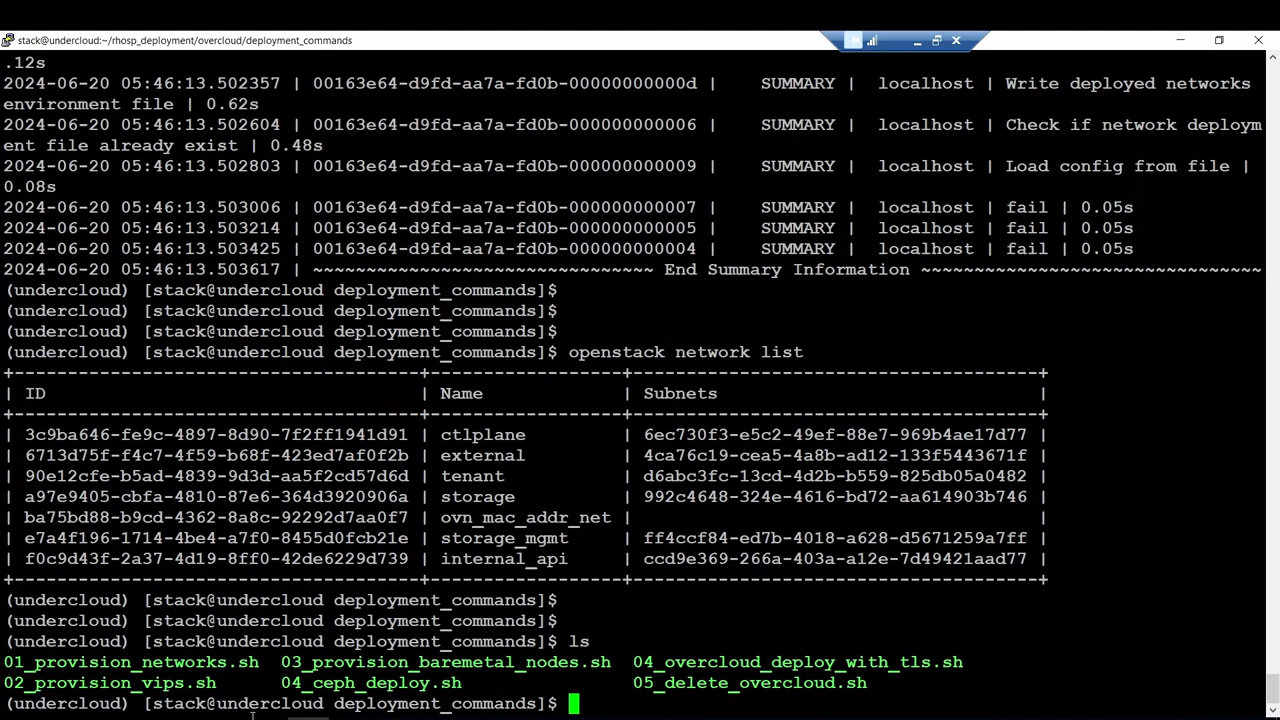 stack@undercloud:~/rhosp_deployment/overcloud/deployment_commands
.12s
2024-06-20 05:46:13.502357 | 00163e64-d9fd-aa7a-fd0b-00000000000d |    SUMMARY |  localhost | Write deployed networks
environment file | 0.62s
2024-06-20 05:46:13.502604 | 00163e64-d9fd-aa7a-fd0b-000000000006 |    SUMMARY |  localhost | Check if network deploym
ent file already exist | 0.48s
2024-06-20 05:46:13.502803 | 00163e64-d9fd-aa7a-fd0b-000000000009 |    SUMMARY |  localhost | Load config from file |
0.08s
2024-06-20 05:46:13.503006 | 00163e64-d9fd-aa7a-fd0b-000000000007 |    SUMMARY |  localhost | fail | 0.05s
2024-06-20 05:46:13.503214 | 00163e64-d9fd-aa7a-fd0b-000000000005 |    SUMMARY |  localhost | fail | 0.05s
2024-06-20 05:46:13.503425 | 00163e64-d9fd-aa7a-fd0b-000000000004 |    SUMMARY |  localhost | fail | 0.05s
2024-06-20 05:46:13.503617 | ~~~~~~~~~~~~~~~~~~~~~~~~~~~~~~~~ End Summary Information ~~~~~~~~~~~~~~~~~~~~~~~~~~~~~~~~
(undercloud) [stack@undercloud deployment_commands]$
(undercloud) [stack@undercloud deployment_commands]$
(undercloud) [stack@undercloud deployment_commands]$
(undercloud) [stack@undercloud deployment_commands]$ openstack network list
+--------------------------------------+------------------+--------------------------------------+
| ID                                   | Name             | Subnets                              |
+--------------------------------------+------------------+--------------------------------------+
| 3c9ba646-fe9c-4897-8d90-7f2ff1941d91 | ctlplane         | 6ec730f3-e5c2-49ef-88e7-969b4ae17d77 |
| 6713d75f-f4c7-4f59-b68f-423ed7af0f2b | external         | 4ca76c19-cea5-4a8b-ad12-133f5443671f |
| 90e12cfe-b5ad-4839-9d3d-aa5f2cd57d6d | tenant           | d6abc3fc-13cd-4d2b-b559-825db05a0482 |
| a97e9405-cbfa-4810-87e6-364d3920906a | storage          | 992c4648-324e-4616-bd72-aa614903b746 |
| ba75bd88-b9cd-4362-8a8c-92292d7aa0f7 | ovn_mac_addr_net |                                      |
| e7a4f196-1714-4be4-a7f0-8455d0fcb21e | storage_mgmt     | ff4ccf84-ed7b-4018-a628-d5671259a7ff |
| f0c9d43f-2a37-4d19-8ff0-42de6229d739 | internal_api     | ccd9e369-266a-403a-a12e-7d49421aad77 |
+--------------------------------------+------------------+--------------------------------------+
(undercloud) [stack@undercloud deployment_commands]$
(undercloud) [stack@undercloud deployment_commands]$
(undercloud) [stack@undercloud deployment_commands]$ ls
01_provision_networks.sh  03_provision_baremetal_nodes.sh  04_overcloud_deploy_with_tls.sh
02_provision_vips.sh      04_ceph_deploy.sh                05_delete_overcloud.sh
(undercloud) [stack@undercloud deployment_commands]$